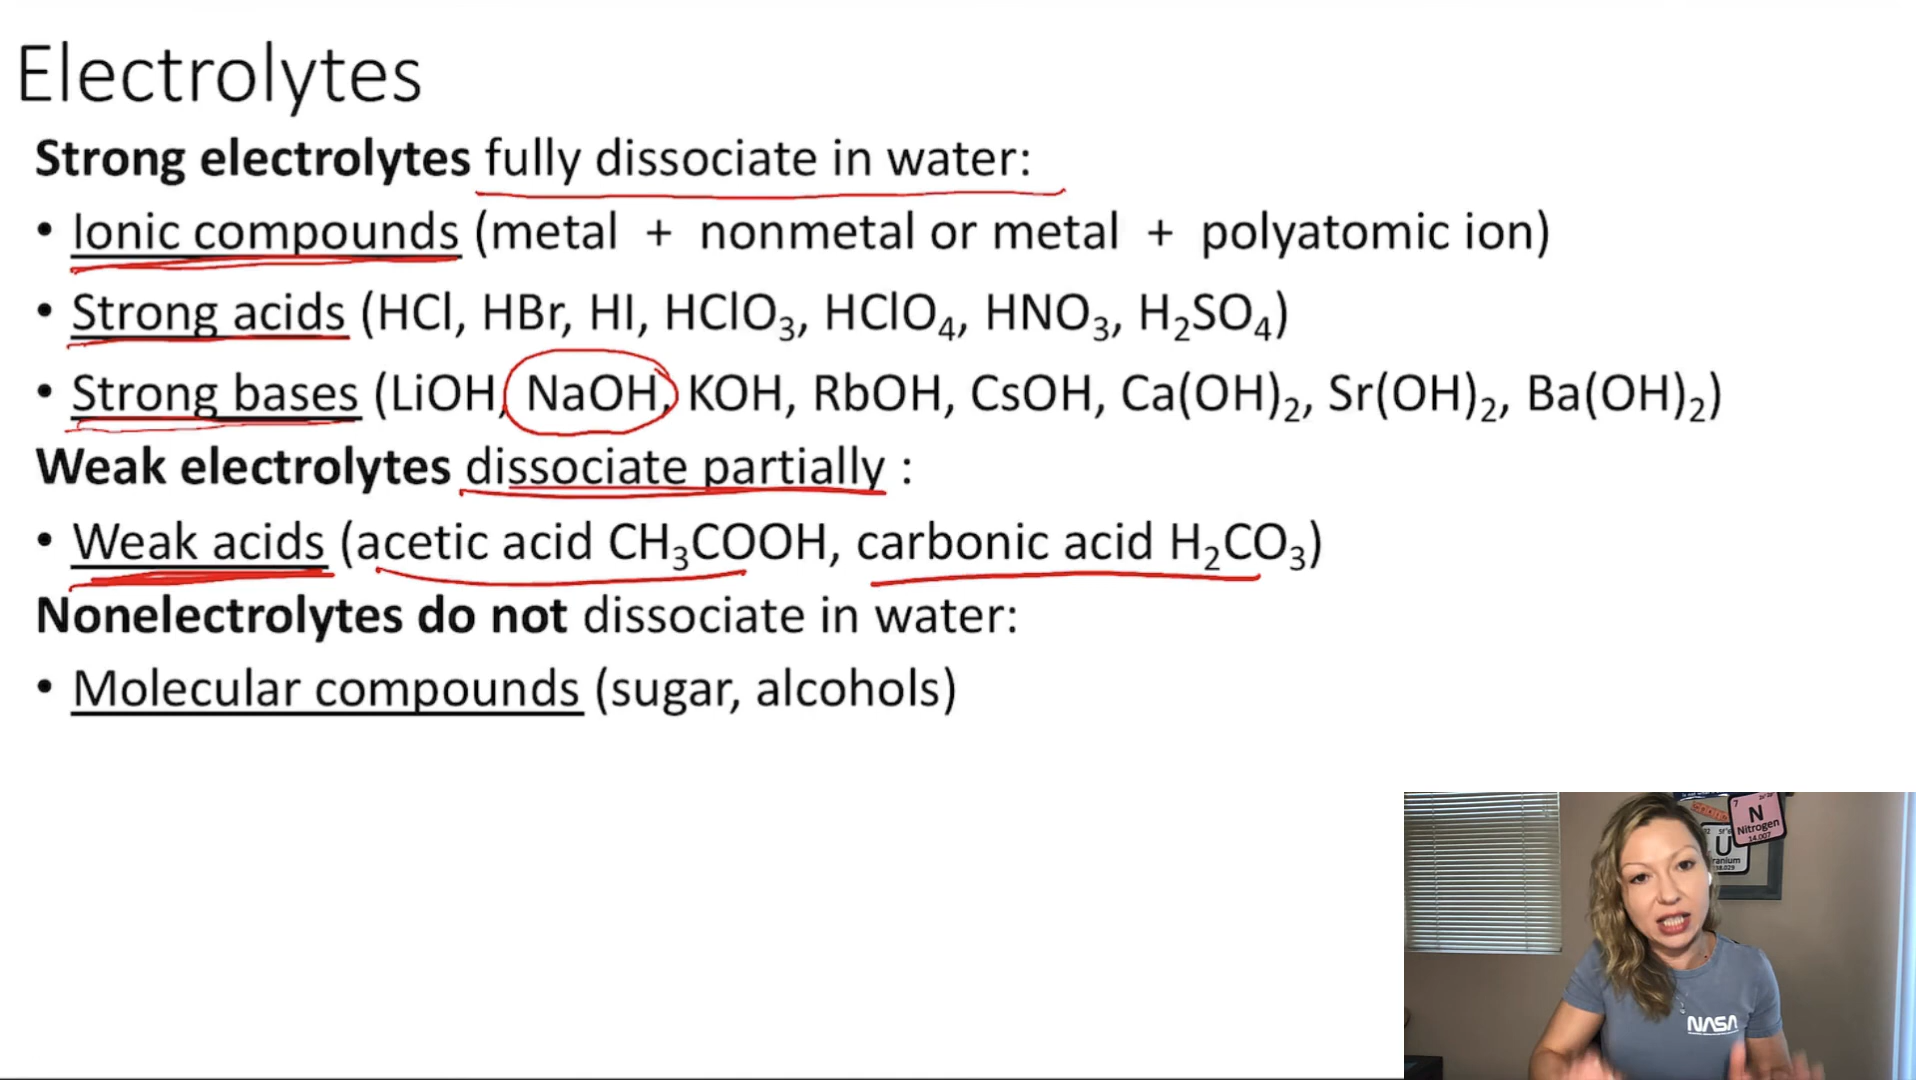 Electrolytes
Strong electrolytes fully dissociate in water:
• Ionic compounds (metal + nonmetal or metal + polyatomic ion)
• Strong acids (HCl, HBr, HI, HClO₃, HClO₄, HNO₃, H₂SO₄)
• Strong bases (LiOH, NaOH, KOH, RbOH, CsOH, Ca(OH)₂, Sr(OH)₂, Ba(OH)₂)
Weak electrolytes dissociate partially :
• Weak acids (acetic acid CH₃COOH, carbonic acid H₂CO₃)
Nonelectrolytes do not dissociate in water:
• Molecular compounds (sugar, alcohols)
7
N
Nitrogen
14.007
U
NASA